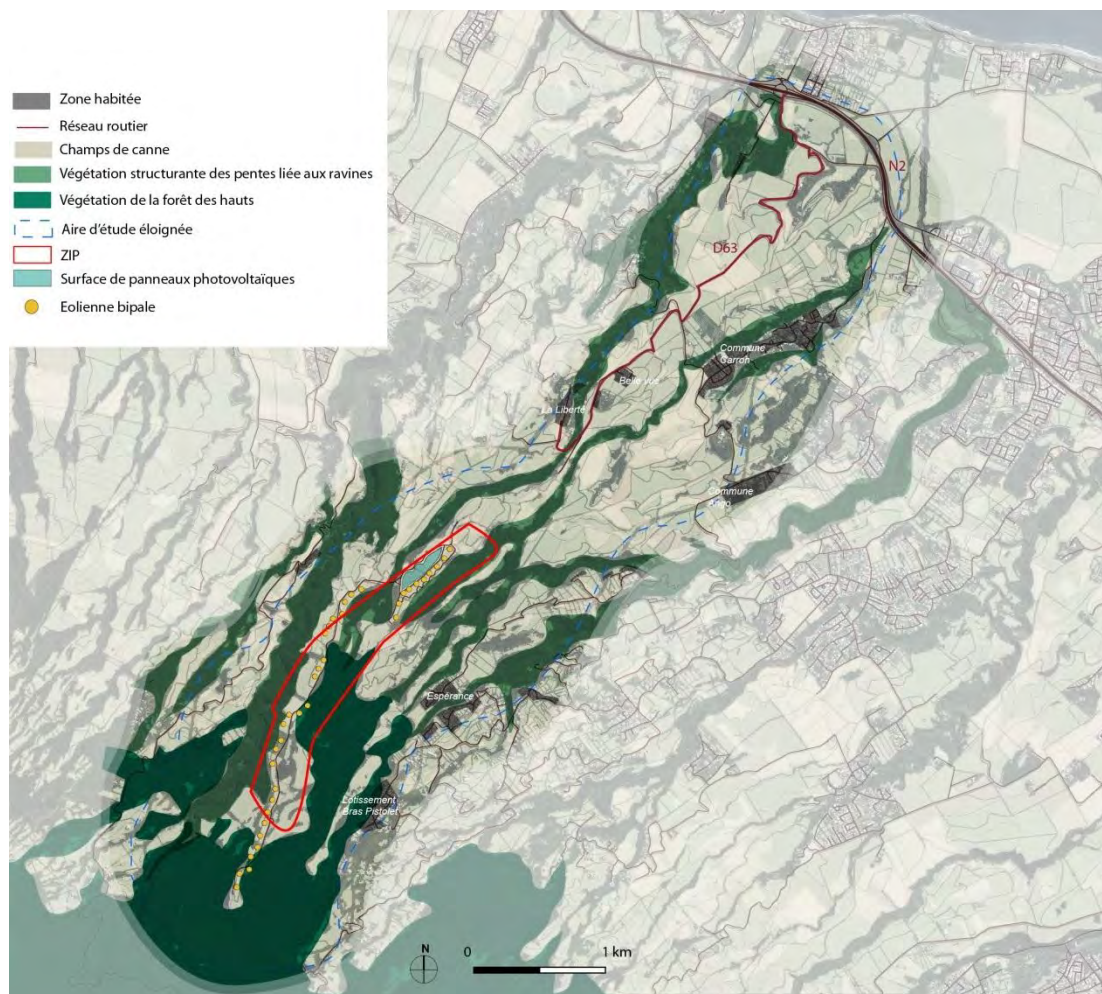 Zone habitée
Réseau routier
Champs de canne
Végétation structurante des pentes liée aux ravines
Végétation de la forêt des hauts
Aire d'étude éloignée
ZIP
Surface de panneaux photovoltaïques
Eolienne bipale
N2
D63
Commune
Carron
Belle vue
La Liberté
Commune
Ango
Espérance
Lotissement
Bras Pistolet
N
0
1 km